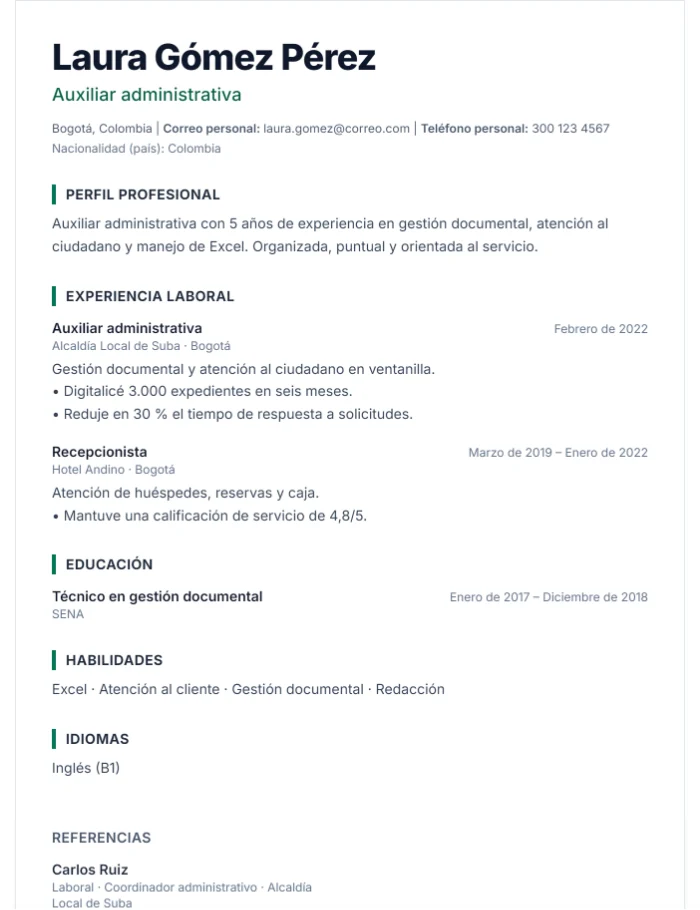 Laura Gómez Pérez
Auxiliar administrativa
Bogotá, Colombia | Correo personal: laura.gomez@correo.com | Teléfono personal: 300 123 4567
Nacionalidad (país): Colombia
PERFIL PROFESIONAL
Auxiliar administrativa con 5 años de experiencia en gestión documental, atención al
ciudadano y manejo de Excel. Organizada, puntual y orientada al servicio.
EXPERIENCIA LABORAL
Auxiliar administrativa Febrero de 2022
Alcaldía Local de Suba · Bogotá
Gestión documental y atención al ciudadano en ventanilla.
• Digitalicé 3.000 expedientes en seis meses.
• Reduje en 30 % el tiempo de respuesta a solicitudes.
Recepcionista Marzo de 2019 – Enero de 2022
Hotel Andino · Bogotá
Atención de huéspedes, reservas y caja.
• Mantuve una calificación de servicio de 4,8/5.
EDUCACIÓN
Técnico en gestión documental Enero de 2017 – Diciembre de 2018
SENA
HABILIDADES
Excel · Atención al cliente · Gestión documental · Redacción
IDIOMAS
Inglés (B1)
REFERENCIAS
Carlos Ruiz
Laboral · Coordinador administrativo · Alcaldía
Local de Suba